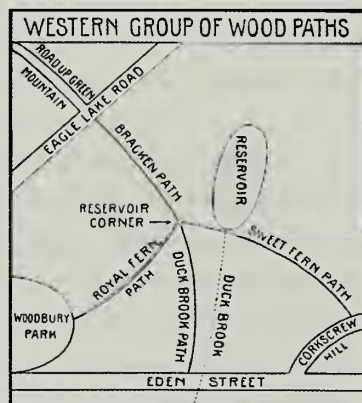 WESTERN GROUP OF WOOD PATHS
ROAD UP GREEN
MOUNTAIN
EAGLE LAKE ROAD
BRACKEN PATH
RESERVOIR
RESERVOIR
CORNER
SWEET FERN PATH
ROYAL FERN
PATH
DUCK BROOK PATH
DUCK BROOK
WOODBURY
PARK
CORKSCREW
HILL
EDEN STREET